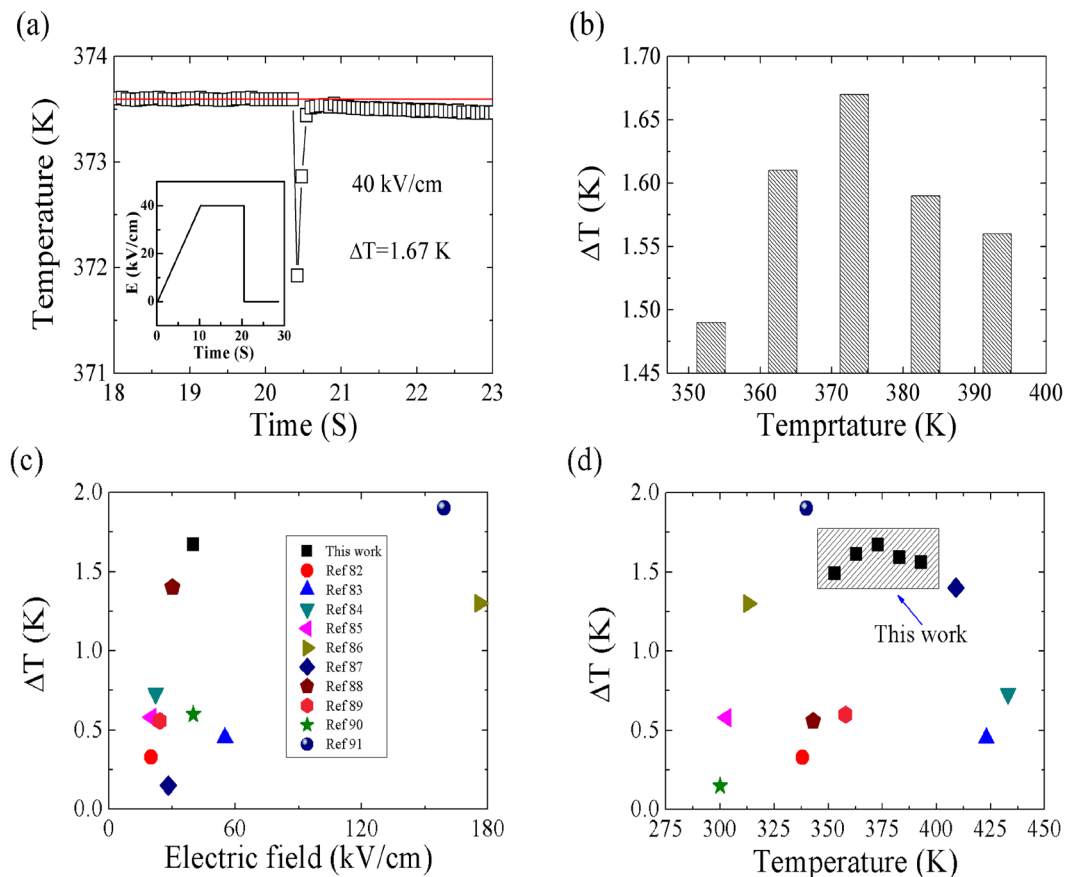 (a)
374
373
372
371
Temperature (K)
18
19
20
21
22
23
Time (S)
40 kV/cm
ΔT=1.67 K
40
20
0
E (kV/cm)
0
10
20
30
Time (S)
(b)
1.70
1.65
1.60
1.55
1.50
1.45
ΔT (K)
350
360
370
380
390
400
Temprtature (K)
(c)
2.0
1.5
1.0
0.5
0.0
ΔT (K)
0
60
120
180
Electric field (kV/cm)
This work
Ref 82
Ref 83
Ref 84
Ref 85
Ref 86
Ref 87
Ref 88
Ref 89
Ref 90
Ref 91
(d)
2.0
1.5
1.0
0.5
0.0
ΔT (K)
275
300
325
350
375
400
425
450
Temperature (K)
This work